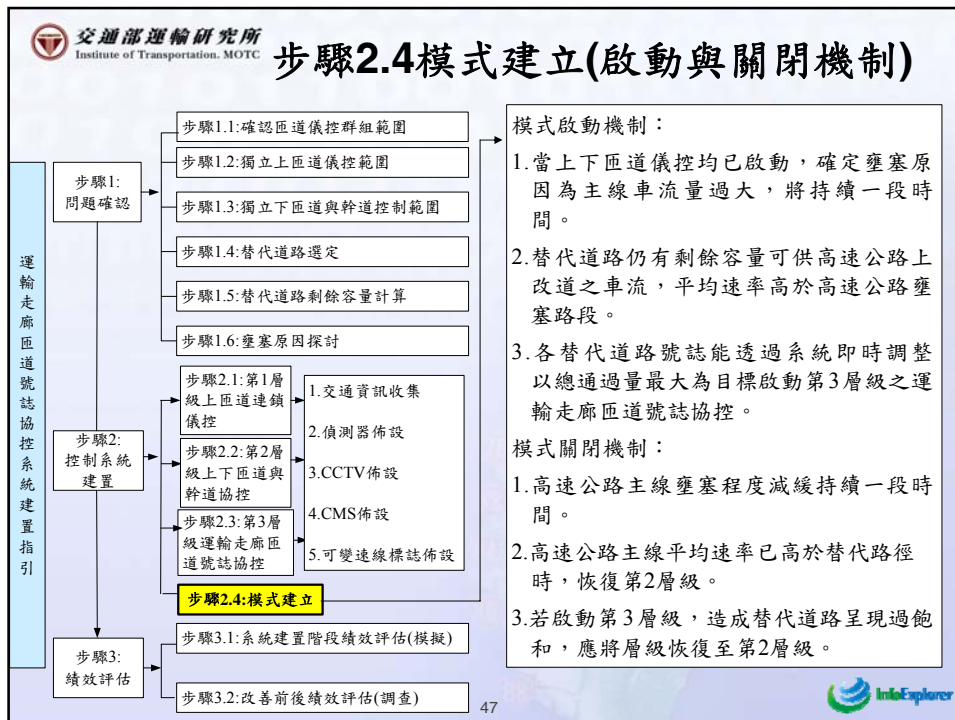 交通部運輸研究所
Institute of Transportation. MOTC
步驟2.4模式建立(啟動與關閉機制)
運輸走廊匝道號誌協控系統建置指引
步驟1:
問題確認
步驟1.1:確認匝道儀控群組範圍
步驟1.2:獨立上匝道儀控範圍
步驟1.3:獨立下匝道與幹道控制範圍
步驟1.4:替代道路選定
步驟1.5:替代道路剩餘容量計算
步驟1.6:壅塞原因探討
步驟2:
控制系統
建置
步驟2.1:第1層
級上匝道連鎖
儀控
步驟2.2:第2層
級上下匝道與
幹道協控
步驟2.3:第3層
級運輸走廊匝
道號誌協控
步驟2.4:模式建立
1.交通資訊收集
2.偵測器佈設
3.CCTV佈設
4.CMS佈設
5.可變速線標誌佈設
步驟3:
績效評估
步驟3.1:系統建置階段績效評估(模擬)
步驟3.2:改善前後績效評估(調查)
模式啟動機制：
1.當上下匝道儀控均已啟動，確定壅塞原
因為主線車流量過大，將持續一段時
間。
2.替代道路仍有剩餘容量可供高速公路上
改道之車流，平均速率高於高速公路壅
塞路段。
3.各替代道路號誌能透過系統即時調整
以總通過量最大為目標啟動第3層級之運
輸走廊匝道號誌協控。
模式關閉機制：
1.高速公路主線壅塞程度減緩持續一段時
間。
2.高速公路主線平均速率已高於替代路徑
時，恢復第2層級。
3.若啟動第3層級，造成替代道路呈現過飽
和，應將層級恢復至第2層級。
47
InfoExplorer